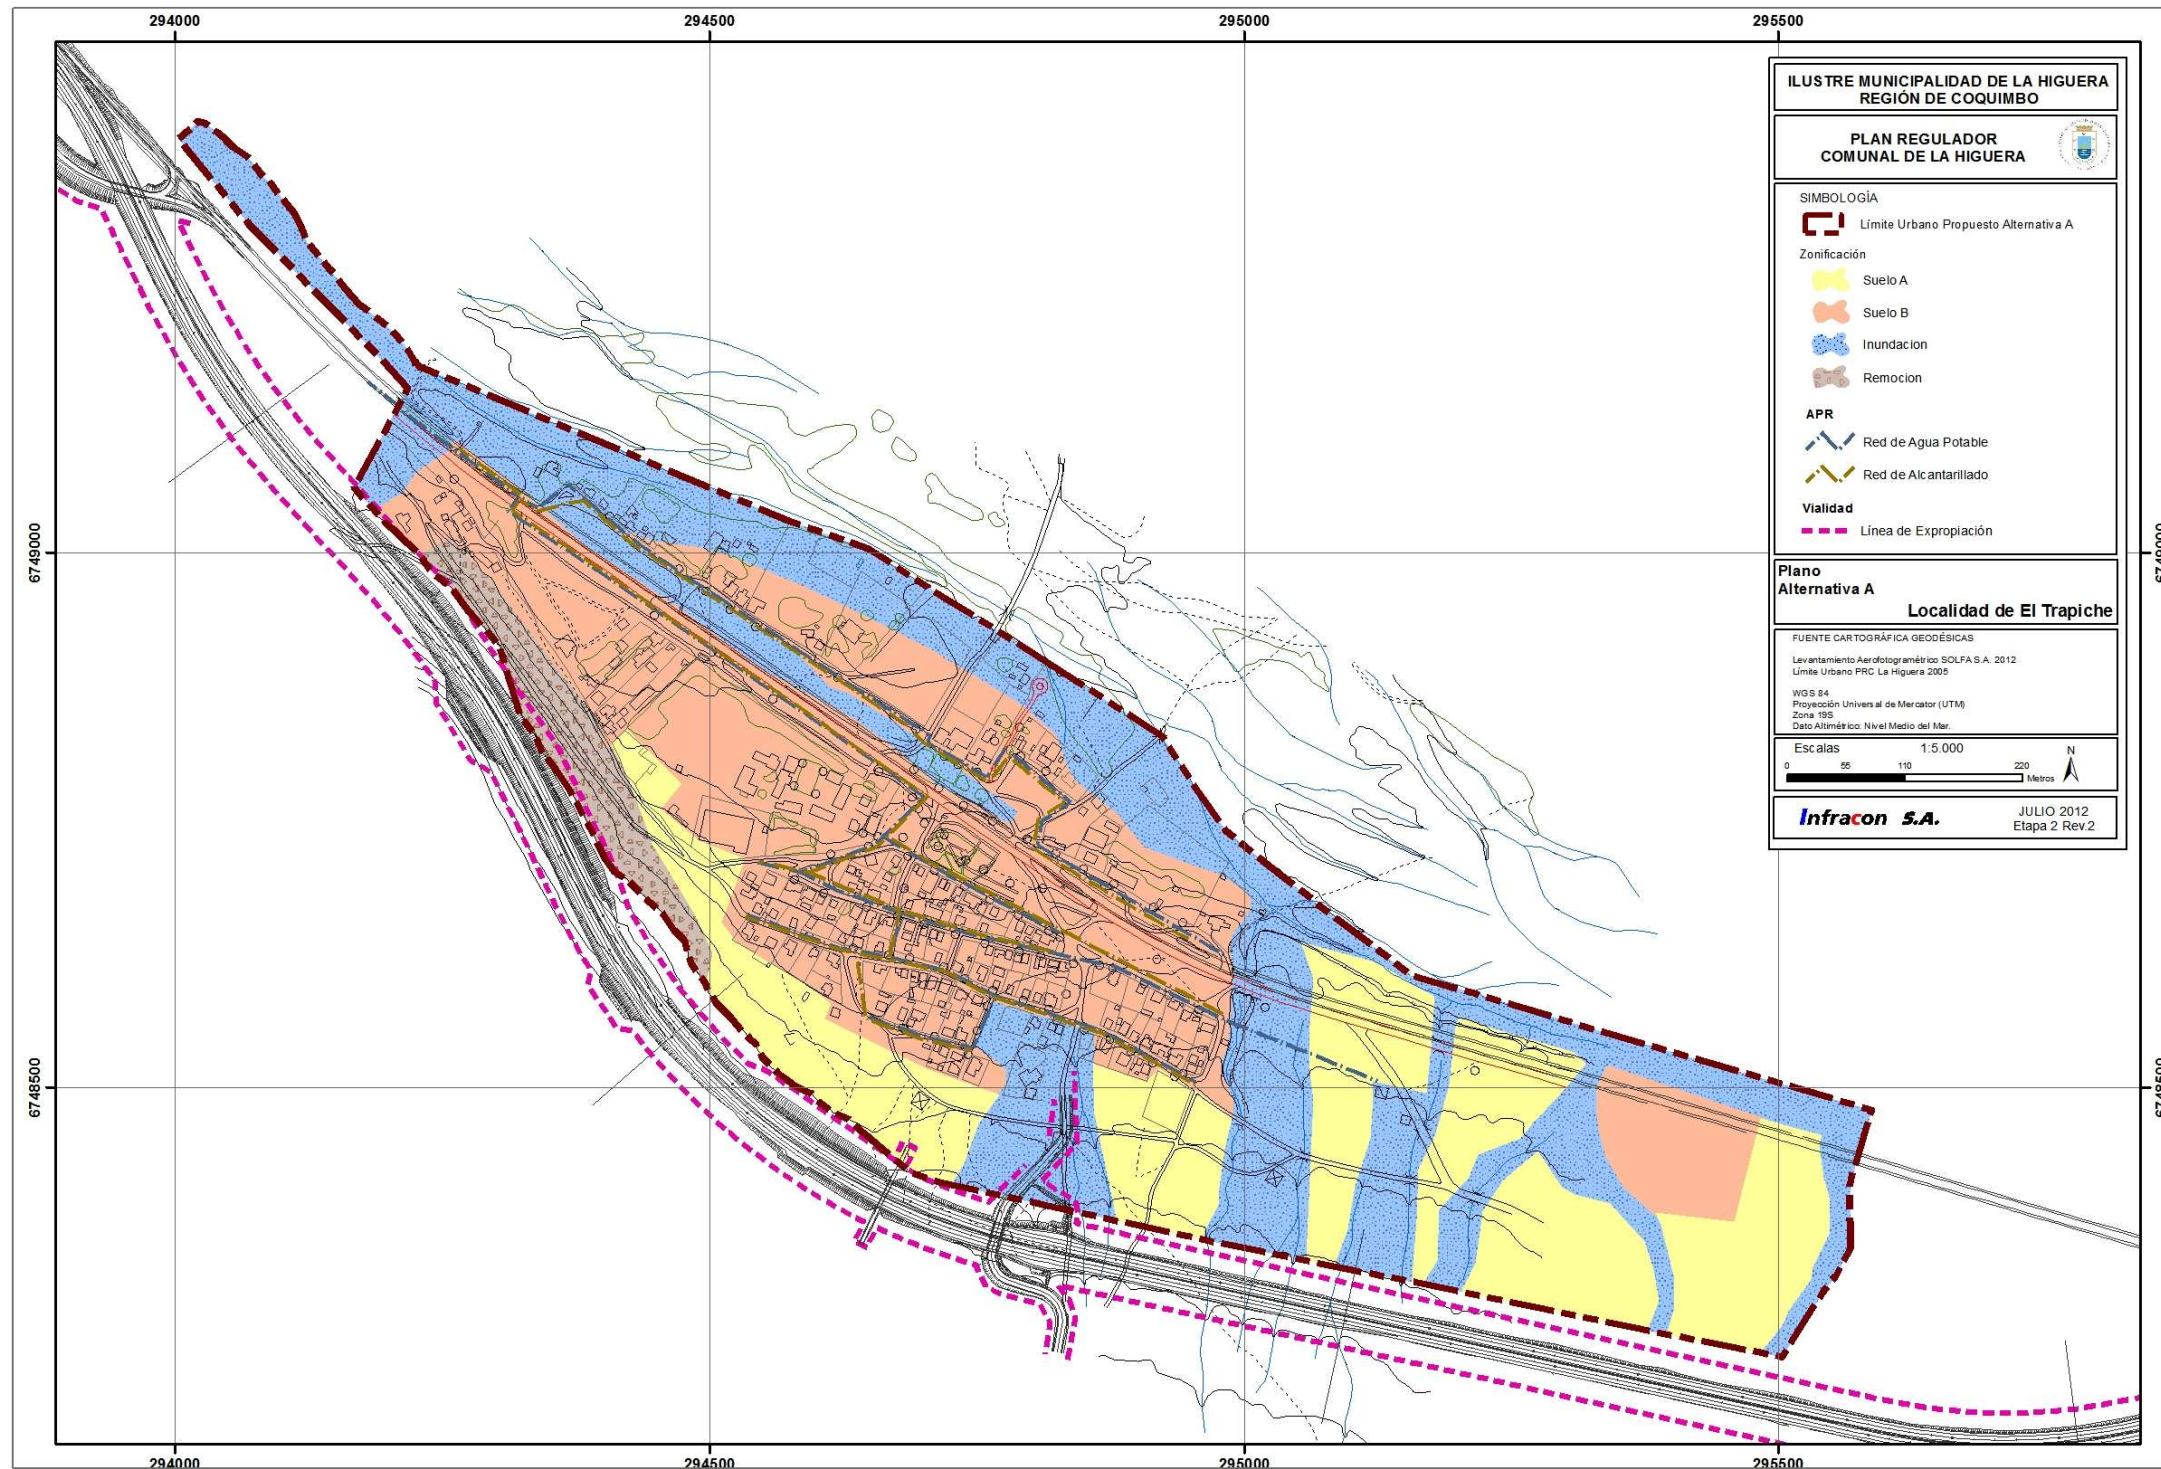 294000
294500
295000
295500
ILUSTRE MUNICIPALIDAD DE LA HIGUERA
REGIÓN DE COQUIMBO
PLAN REGULADOR
COMUNAL DE LA HIGUERA
SIMBOLOGÍA
Límite Urbano Propuesto Alternativa A
Zonificación
Suelo A
Suelo B
Inundacion
Remocion
APR
Red de Agua Potable
Red de Alcantarillado
Vialidad
Línea de Expropiación
Plano
Alternativa A
Localidad de El Trapiche
FUENTE CARTOGRÁFICA GEODÉSICAS
Levantamiento Aerofotogramétrico SOLFA S.A. 2012
Límite Urbano PRC La Higuera 2005
WGS 84
Proyección Universal de Mercator (UTM)
Zona 19S
Dato Altimétrico: Nivel Medio del Mar.
Escalas 1:5.000 N
0 55 110 220
Metros
Infracon S.A.
JULIO 2012
Etapa 2 Rev.2
6749000
6749000
6748500
6748500
294000
294500
295000
295500